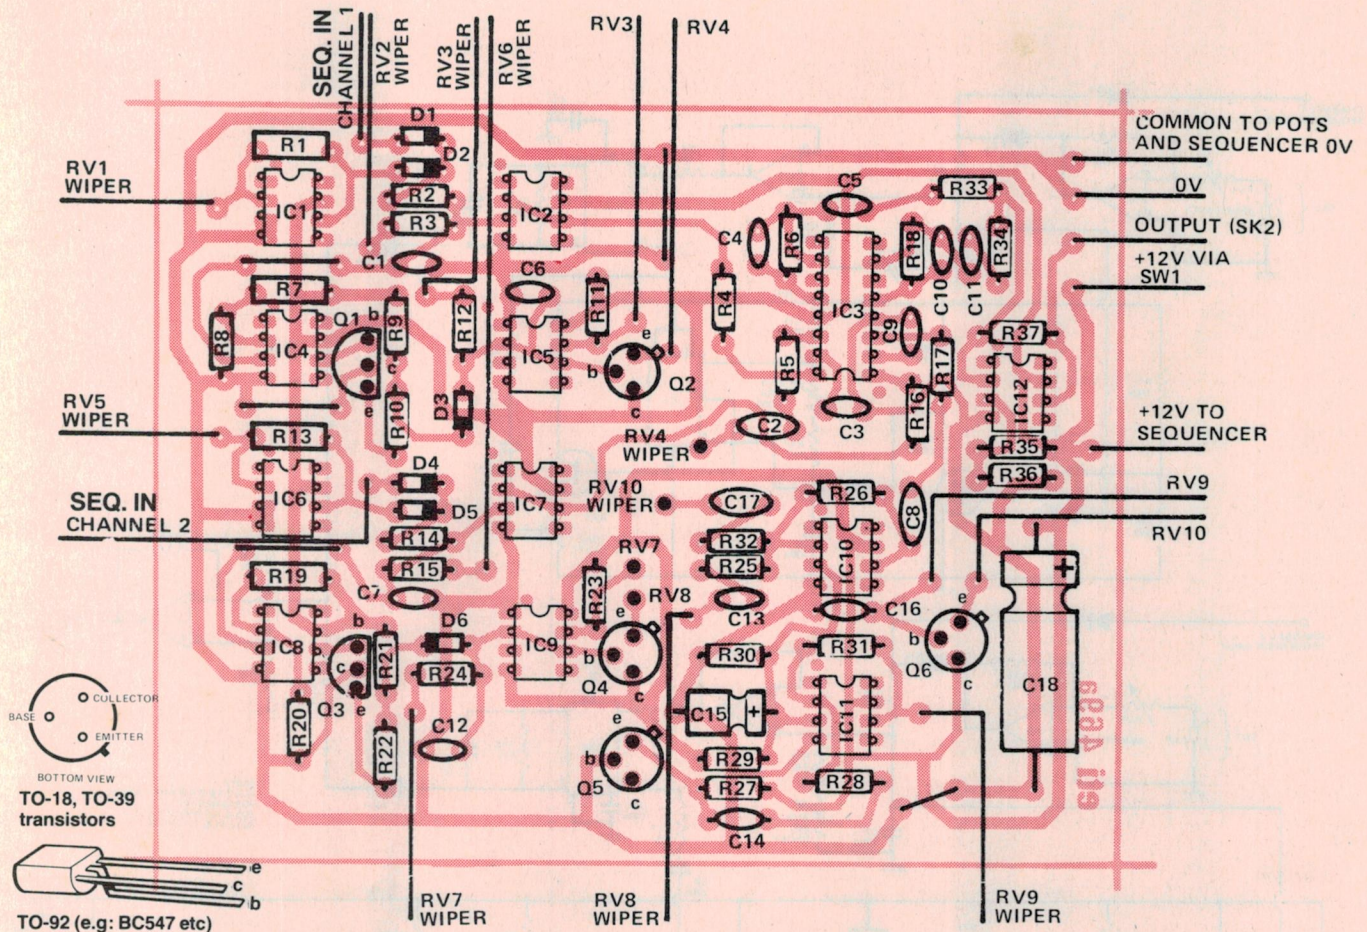 SEQ. IN
CHANNEL 1
RV2
WIPER
RV3
WIPER
RV6
WIPER
RV3
RV4
COMMON TO POTS
AND SEQUENCER 0V
0V
OUTPUT (SK2)
+12V VIA
SW1
RV1
WIPER
R1
D1
D2
IC1
R2
R3
IC2
C1
C5
R33
C4
R6
R18
C10
C11
R34
R7
C6
R11
R4
IC3
C9
R8
IC4
Q1
b
c
e
R9
R12
IC5
e
b
c
Q2
R5
R17
R37
IC12
RV5
WIPER
R10
D3
R13
RV4
WIPER
C2
C3
R16
R35
R36
+12V TO
SEQUENCER
RV9
RV10
SEQ. IN
CHANNEL 2
IC6
D4
D5
IC7
RV10
WIPER
C17
R26
C8
R14
R15
R32
R25
IC10
R19
C7
RV7
R23
RV8
C13
C16
IC8
b
c
e
Q3
R21
D6
R24
IC9
e
b
c
Q4
R30
R31
e
b
c
Q6
C18
R20
R22
C12
C15
+
IC11
+
eti 469a
e
b
c
Q5
R29
R27
R28
C14
COLLECTOR
BASE
EMITTER
BOTTOM VIEW
TO-18, TO-39
transistors
e
c
b
TO-92 (e.g: BC547 etc)
RV7
WIPER
RV8
WIPER
RV9
WIPER